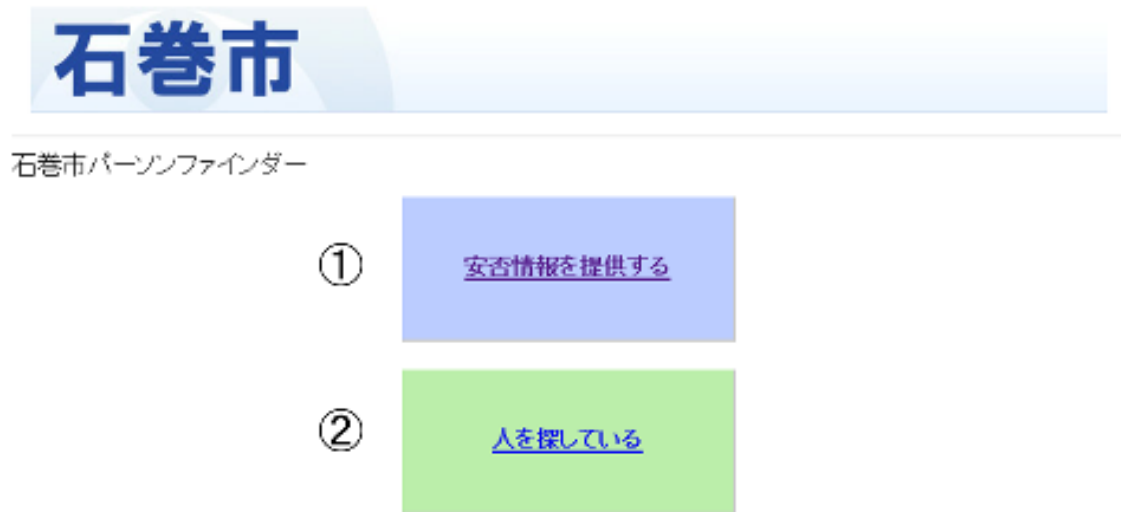 石巻市
石巻市パーソンファインダー
① 安否情報を提供する
② 人を探している